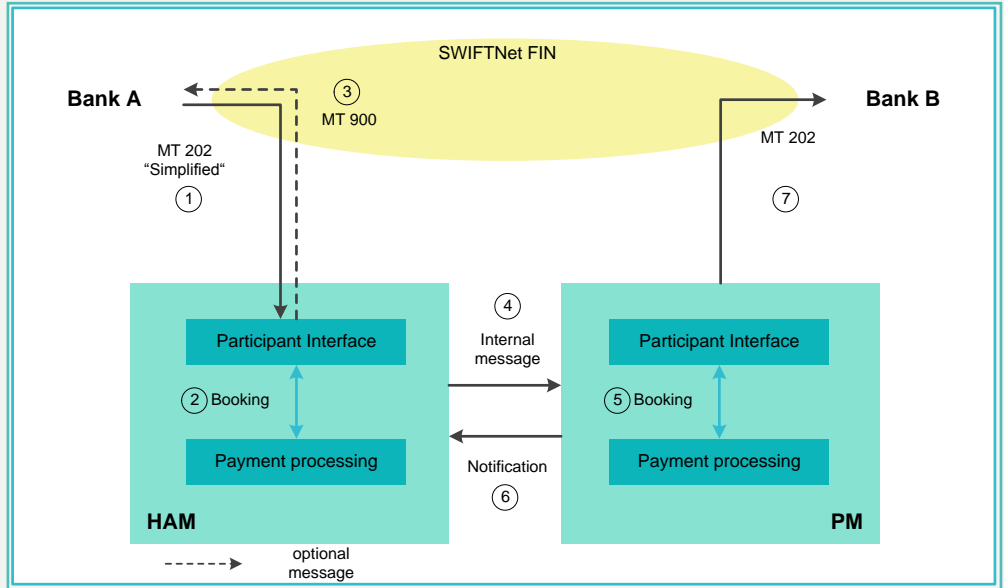 SWIFTNet FIN
Bank A
3
MT 900
Bank B
MT 202
“Simplified“
1
MT 202
7
4
Internal
message
Participant Interface
2 Booking
Payment processing
HAM
Notification
6
Participant Interface
5 Booking
Payment processing
PM
optional
message